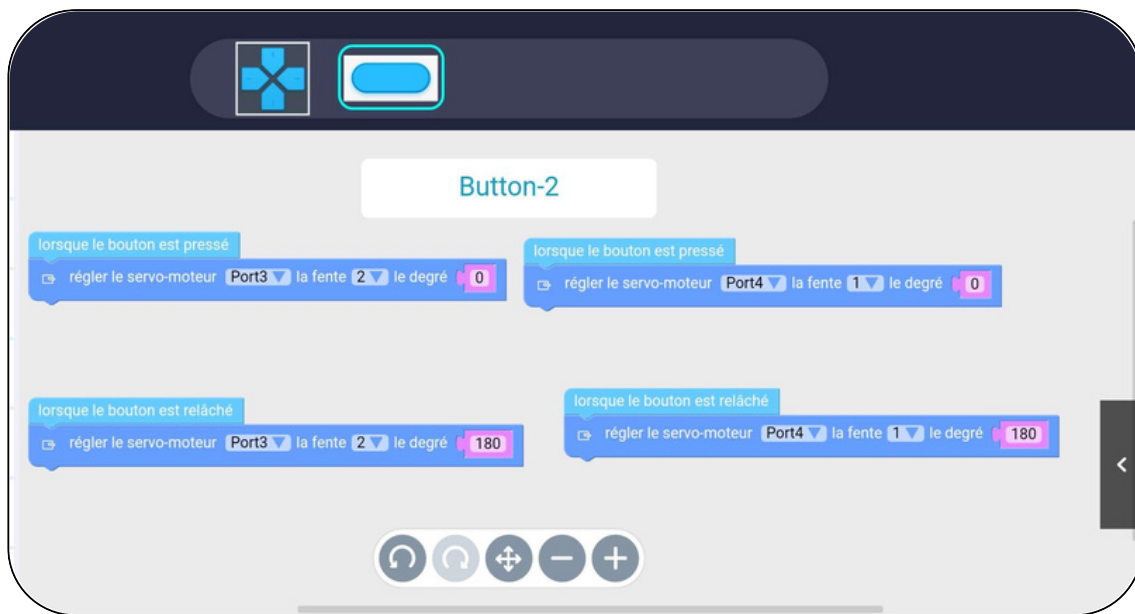 Button-2
lorsque le bouton est pressé
régler le servo-moteur Port3 la fente 2 le degré 0
lorsque le bouton est pressé
régler le servo-moteur Port4 la fente 1 le degré 0
lorsque le bouton est relâché
régler le servo-moteur Port3 la fente 2 le degré 180
lorsque le bouton est relâché
régler le servo-moteur Port4 la fente 1 le degré 180